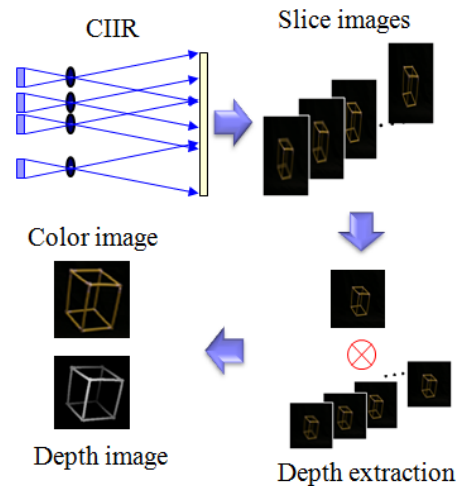 CIIR
Slice images
Color image
Depth image
Depth extraction